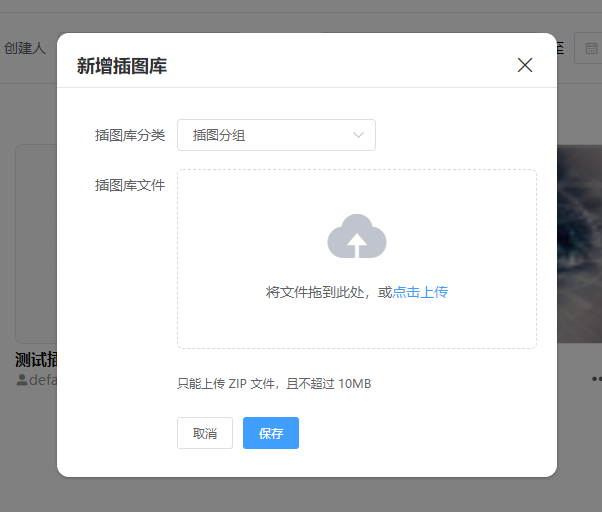 创建人
至
新增插图库
插图库分类
插图分组
插图库文件
将文件拖到此处，或点击上传
测试插
defa
只能上传 ZIP 文件，且不超过 10MB
取消
保存